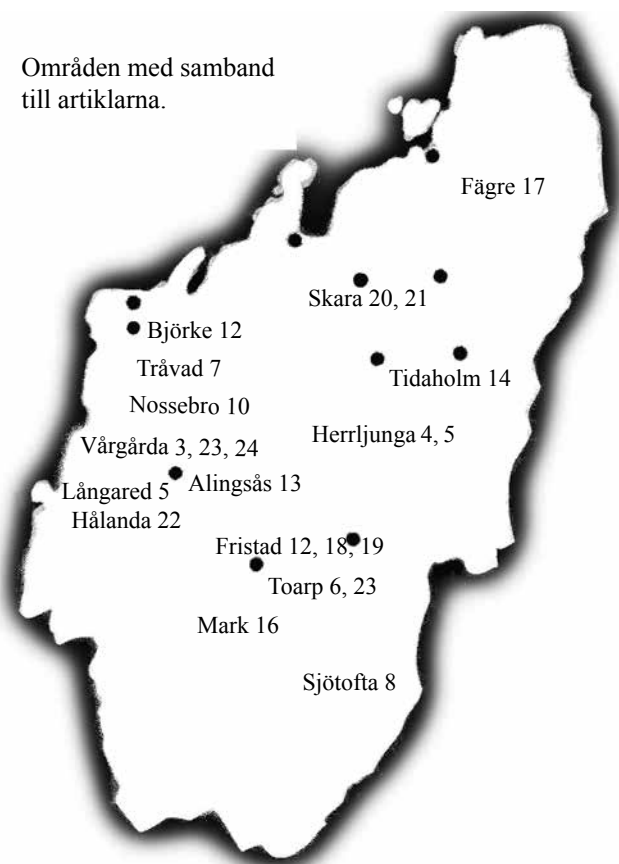 Områden med samband
till artiklarna.
Fägre 17
Skara 20, 21
Björke 12
Tråvad 7
Tidaholm 14
Nossebro 10
Herrljunga 4, 5
Vårgårda 3, 23, 24
Långared 5
Alingsås 13
Hålanda 22
Fristad 12, 18, 19
Toarp 6, 23
Mark 16
Sjötofta 8